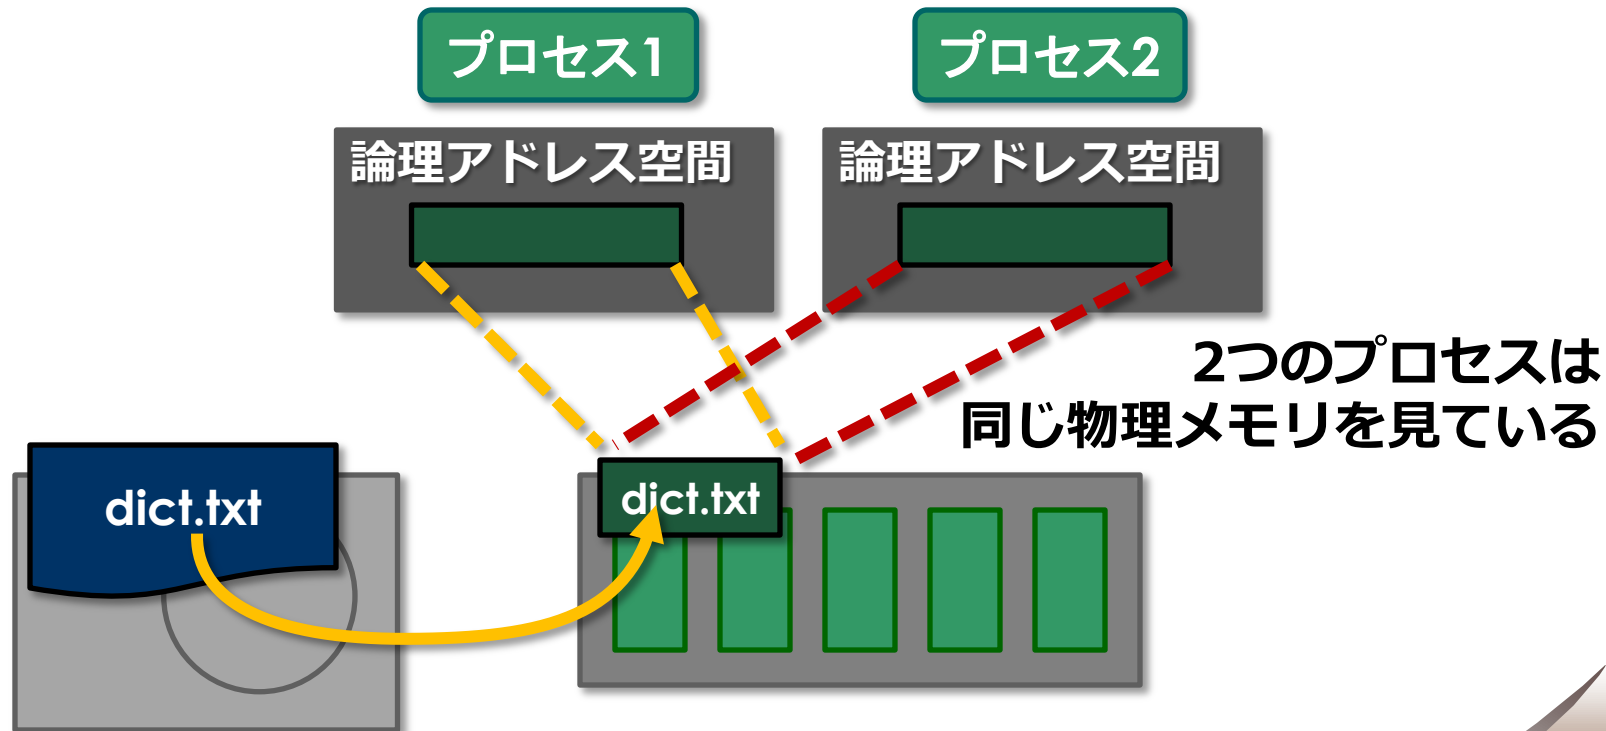 プロセス1
プロセス2
論理アドレス空間
論理アドレス空間
2つのプロセスは
同じ物理メモリを見ている
dict.txt
dict.txt